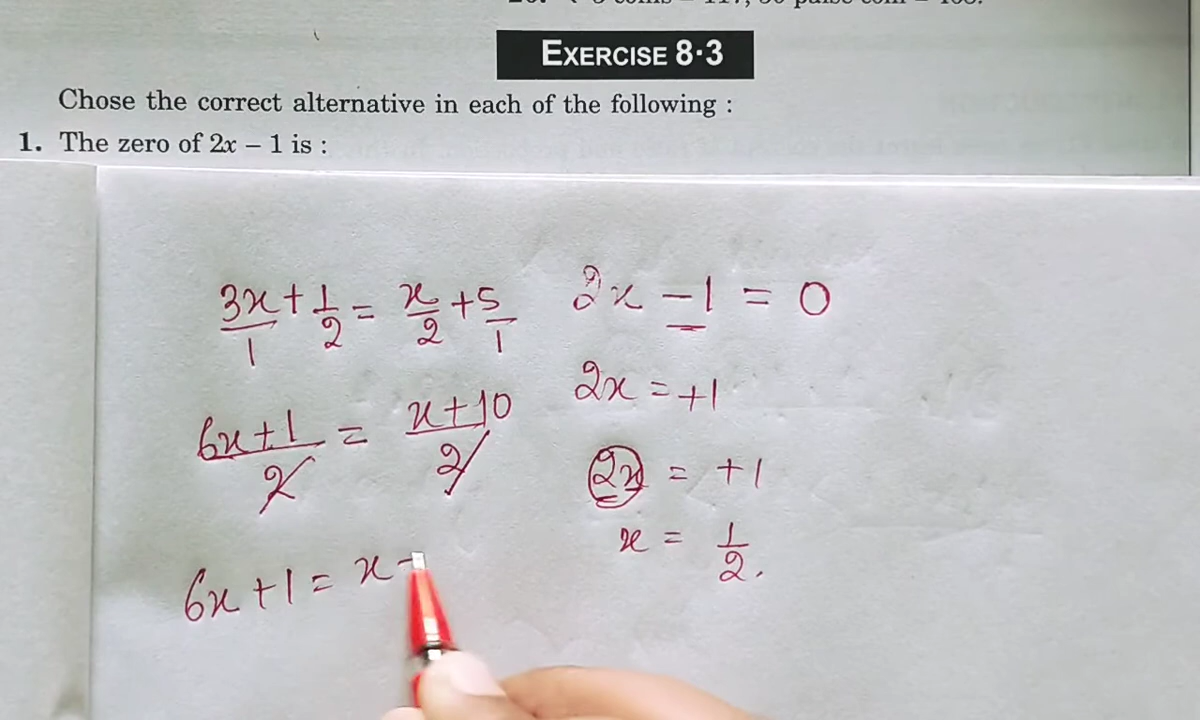 EXERCISE 8·3
Chose the correct alternative in each of the following :
1. The zero of 2x – 1 is :
3x/1 + 1/2 = x/2 + 5/1
6x+1/2 = x+10/2
6x+1 = x
2x – 1 = 0
2x = +1
2x = +1
x = 1/2.